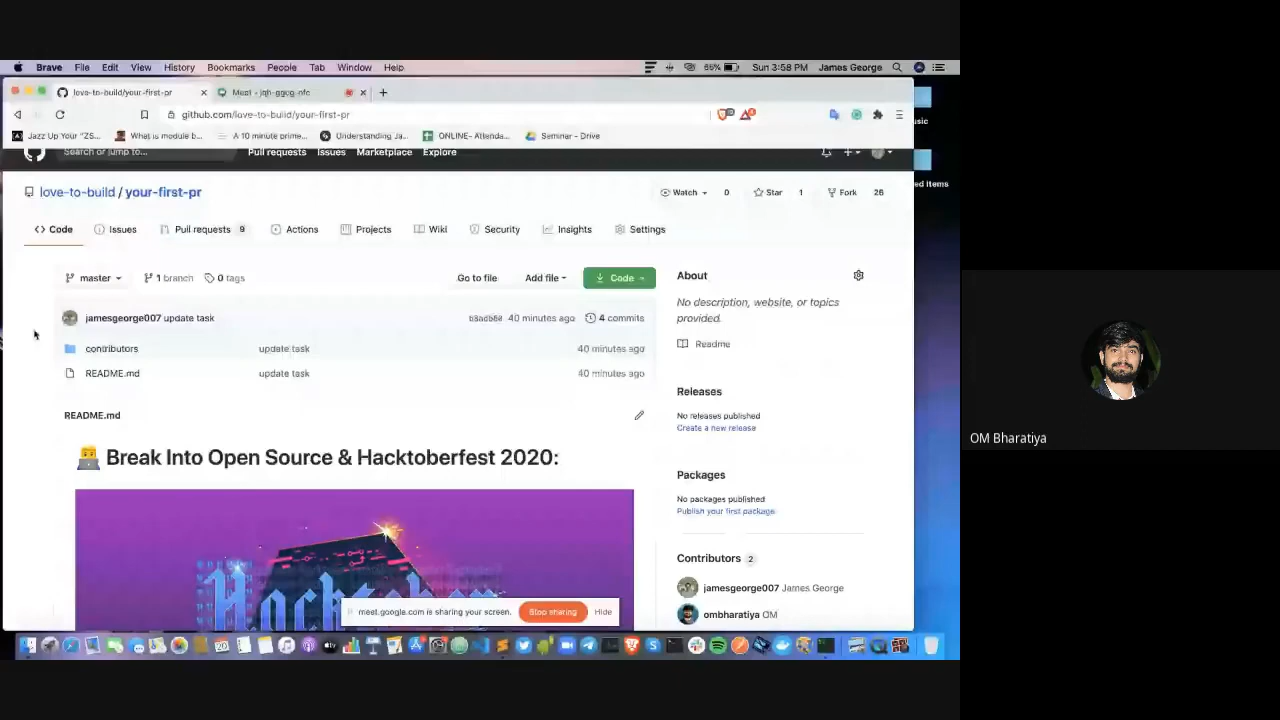 Brave File Edit View History Bookmarks People Tab Window Help
66% Sun 3:58 PM James George
love-to-build/your-first-pr
Meet -
github.com/love-to-build/your-first-pr
Jazz Up Your "ZS... What is module b... A 10 minute prime... Understanding Ja... ONLINE- Attenda... Seminar - Drive
Search or jump to...
Pull requests Issues Marketplace Explore
love-to-build / your-first-pr
Watch 0 Star 1 Fork 26
Code Issues Pull requests 9 Actions Projects Wiki Security Insights Settings
master 1 branch 0 tags Go to file Add file Code
jamesgeorge007 update task 40 minutes ago 4 commits
contributors update task 40 minutes ago
README.md update task 40 minutes ago
README.md
Break Into Open Source & Hacktoberfest 2020:
About
No description, website, or topics
provided.
Readme
Releases
No releases published
Create a new release
Packages
No packages published
Publish your first package
Contributors 2
jamesgeorge007 James George
ombharatiya OM
meet.google.com is sharing your screen. Stop sharing Hide
OM Bharatiya